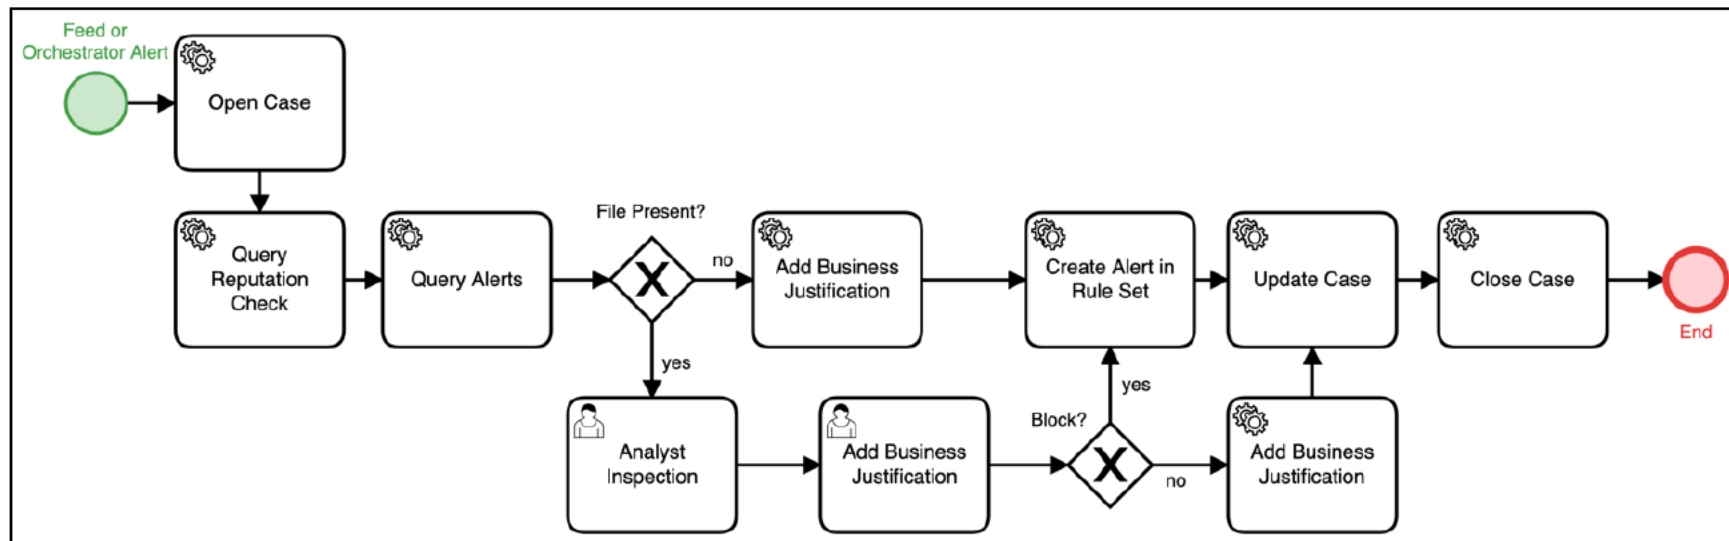 Feed or
Orchestrator Alert
Open Case
Query
Reputation
Check
Query Alerts
File Present?
no
yes
Add Business
Justification
Create Alert in
Rule Set
Update Case
Close Case
End
Analyst
Inspection
Add Business
Justification
Block?
yes
no
Add Business
Justification